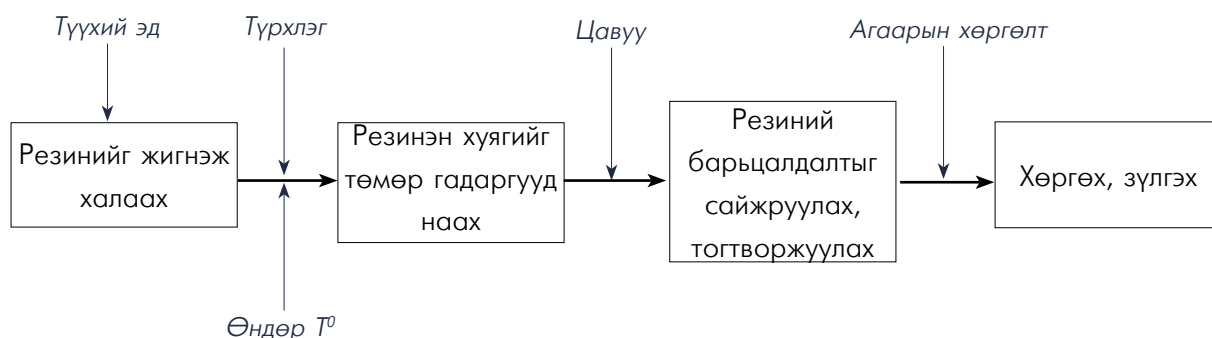 Түүхий эд
Түрхлэг
Цавуу
Агаарын хөргөлт
Резинийг жигнэж
халаах
Резинэн хуягийг
төмөр гадаргууд
наах
Резиний
барьцалдалтыг
сайжруулах,
тогтворжуулах
Хөргөх, зүлгэх
Өндөр T⁰